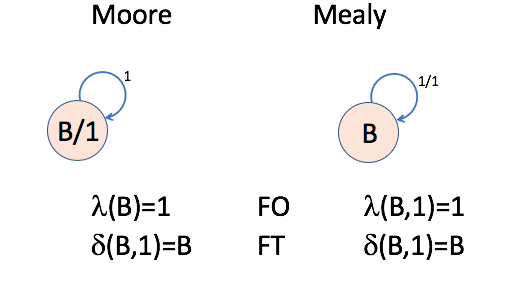 Moore Mealy
1 1/1
B/1 B
λ(B)=1 FO λ(B,1)=1
δ(B,1)=B FT δ(B,1)=B